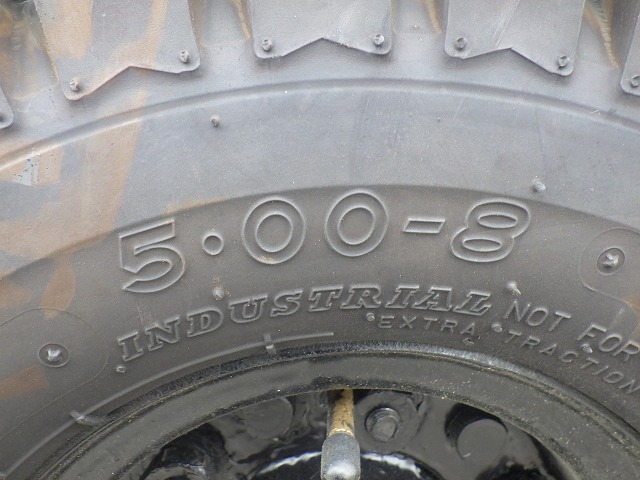 5·00-8
INDUSTRIAL NOT FOR
EXTRA TRACTION